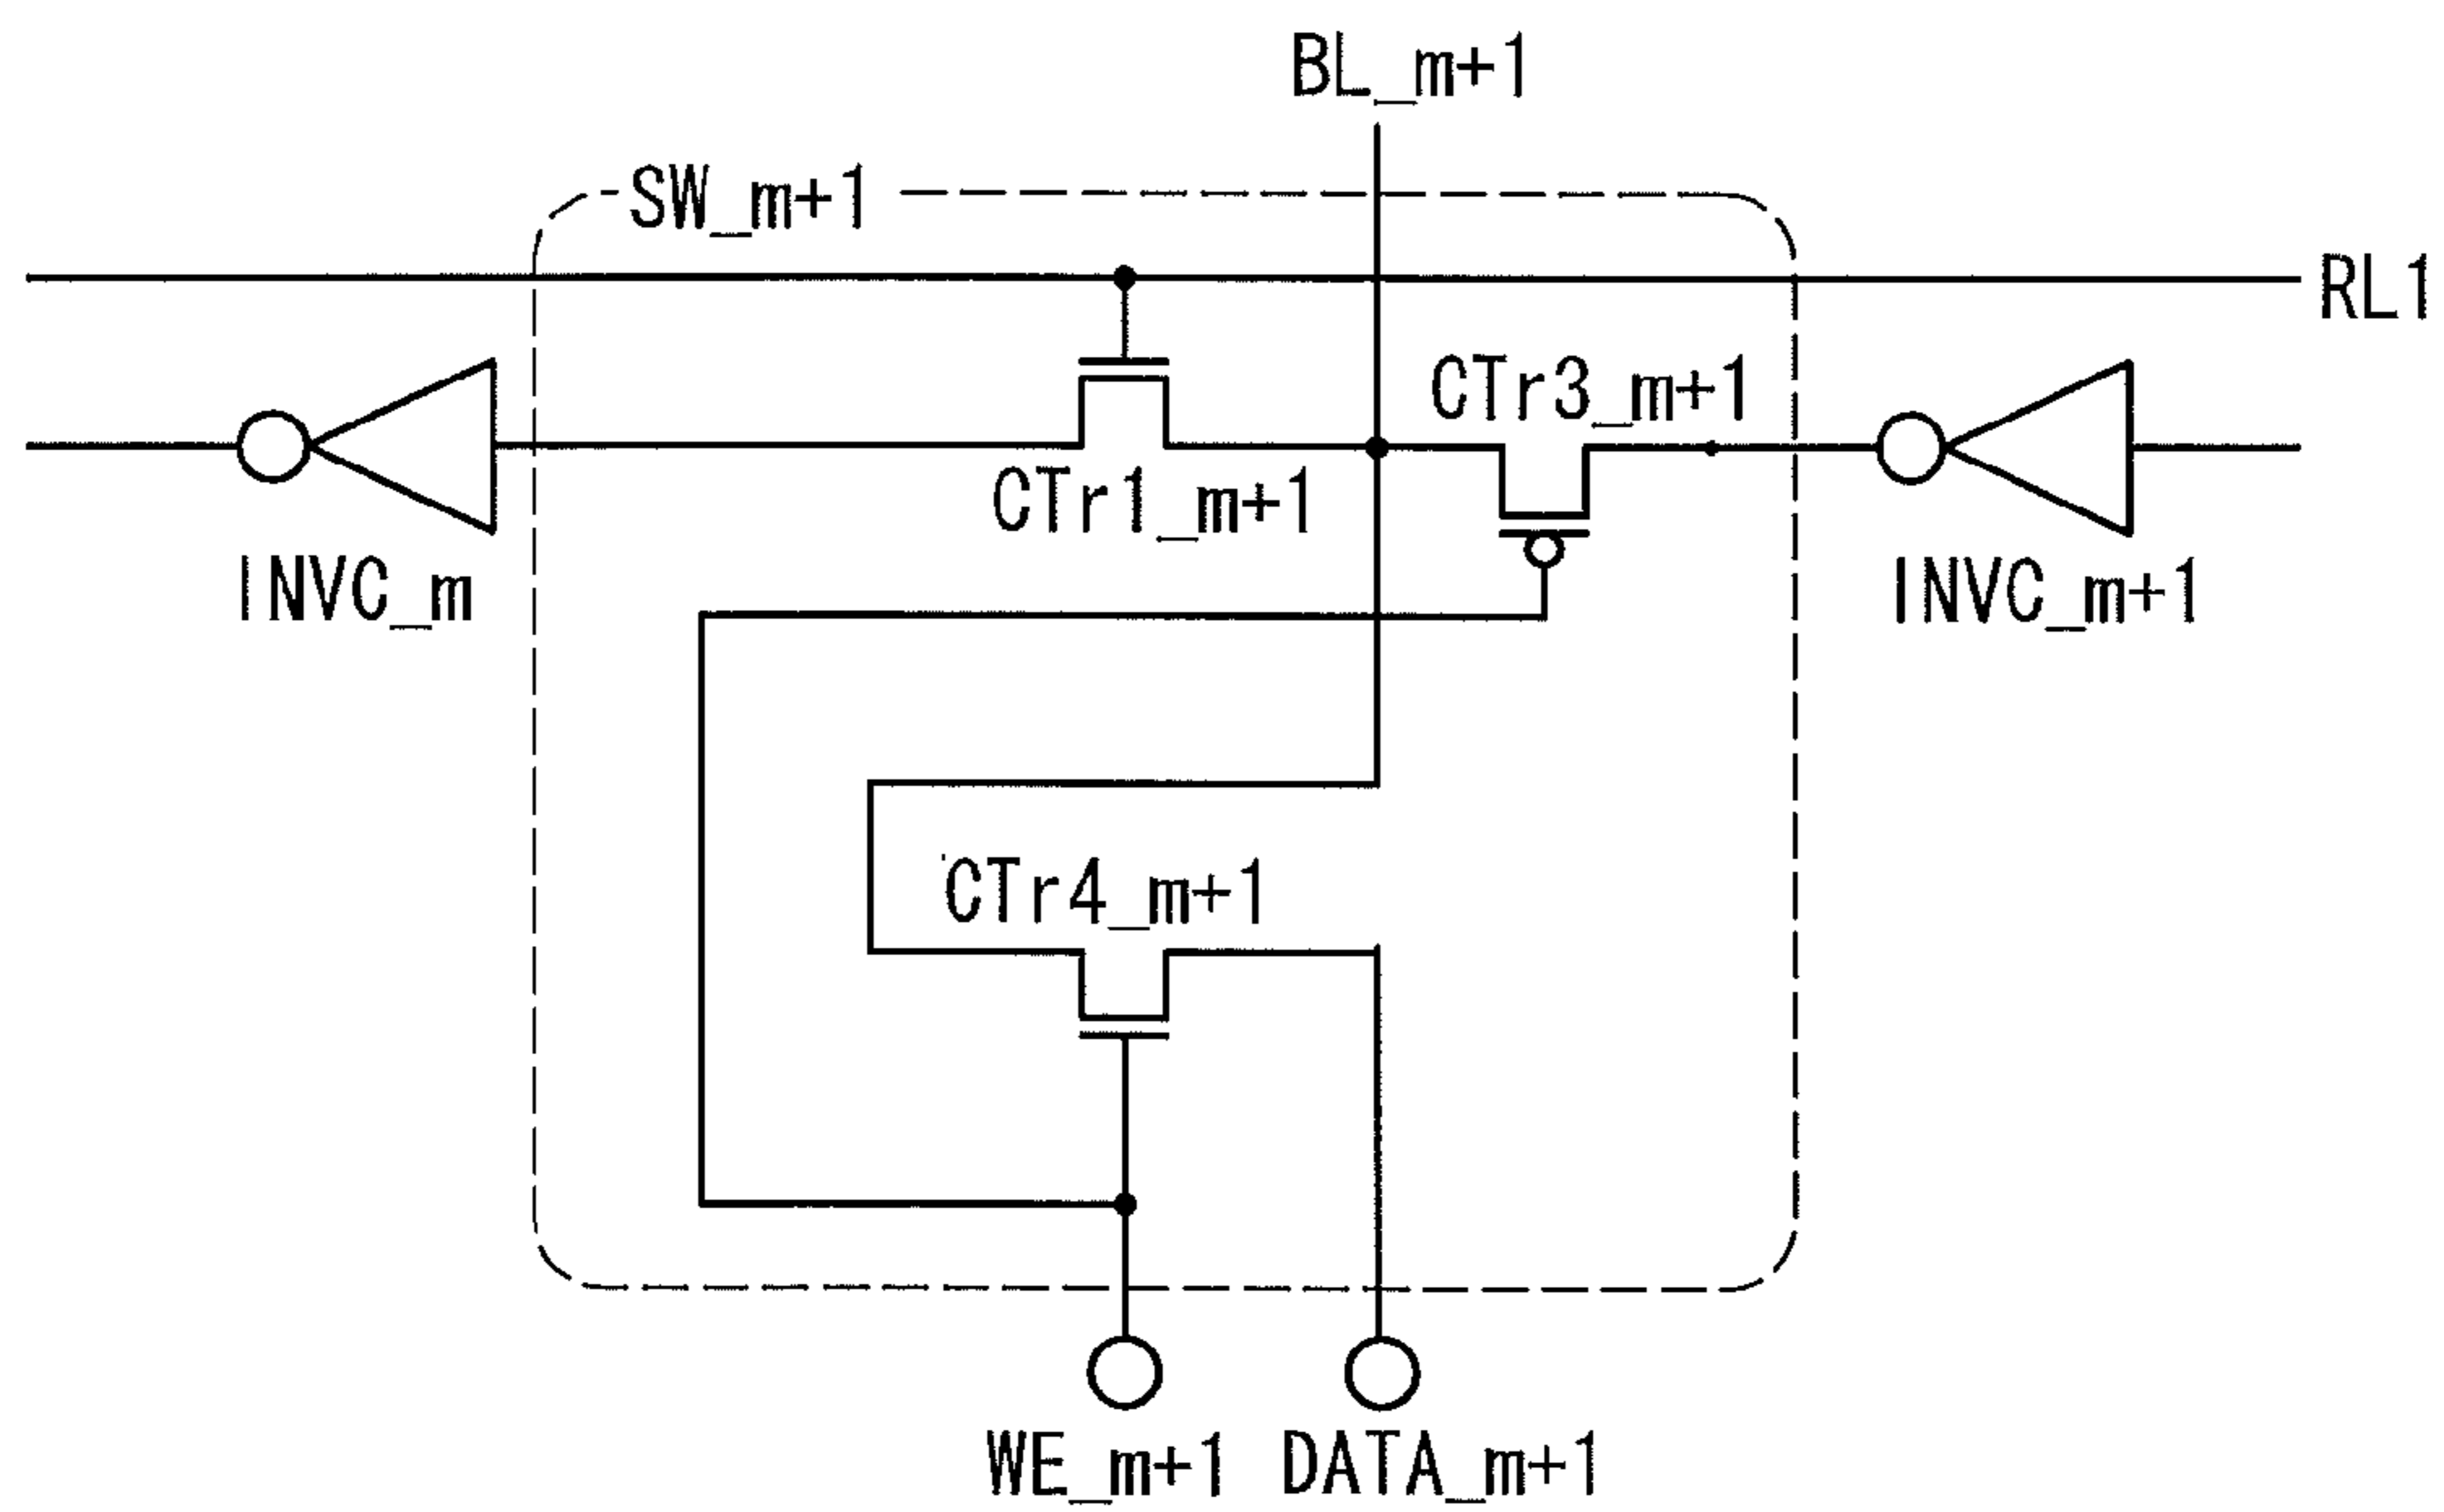 BL_m+1
SW_m+1
RL1
CTr3_m+1
CTr1_m+1
INVC_m
INVC_m+1
CTr4_m+1
WE_m+1
DATA_m+1